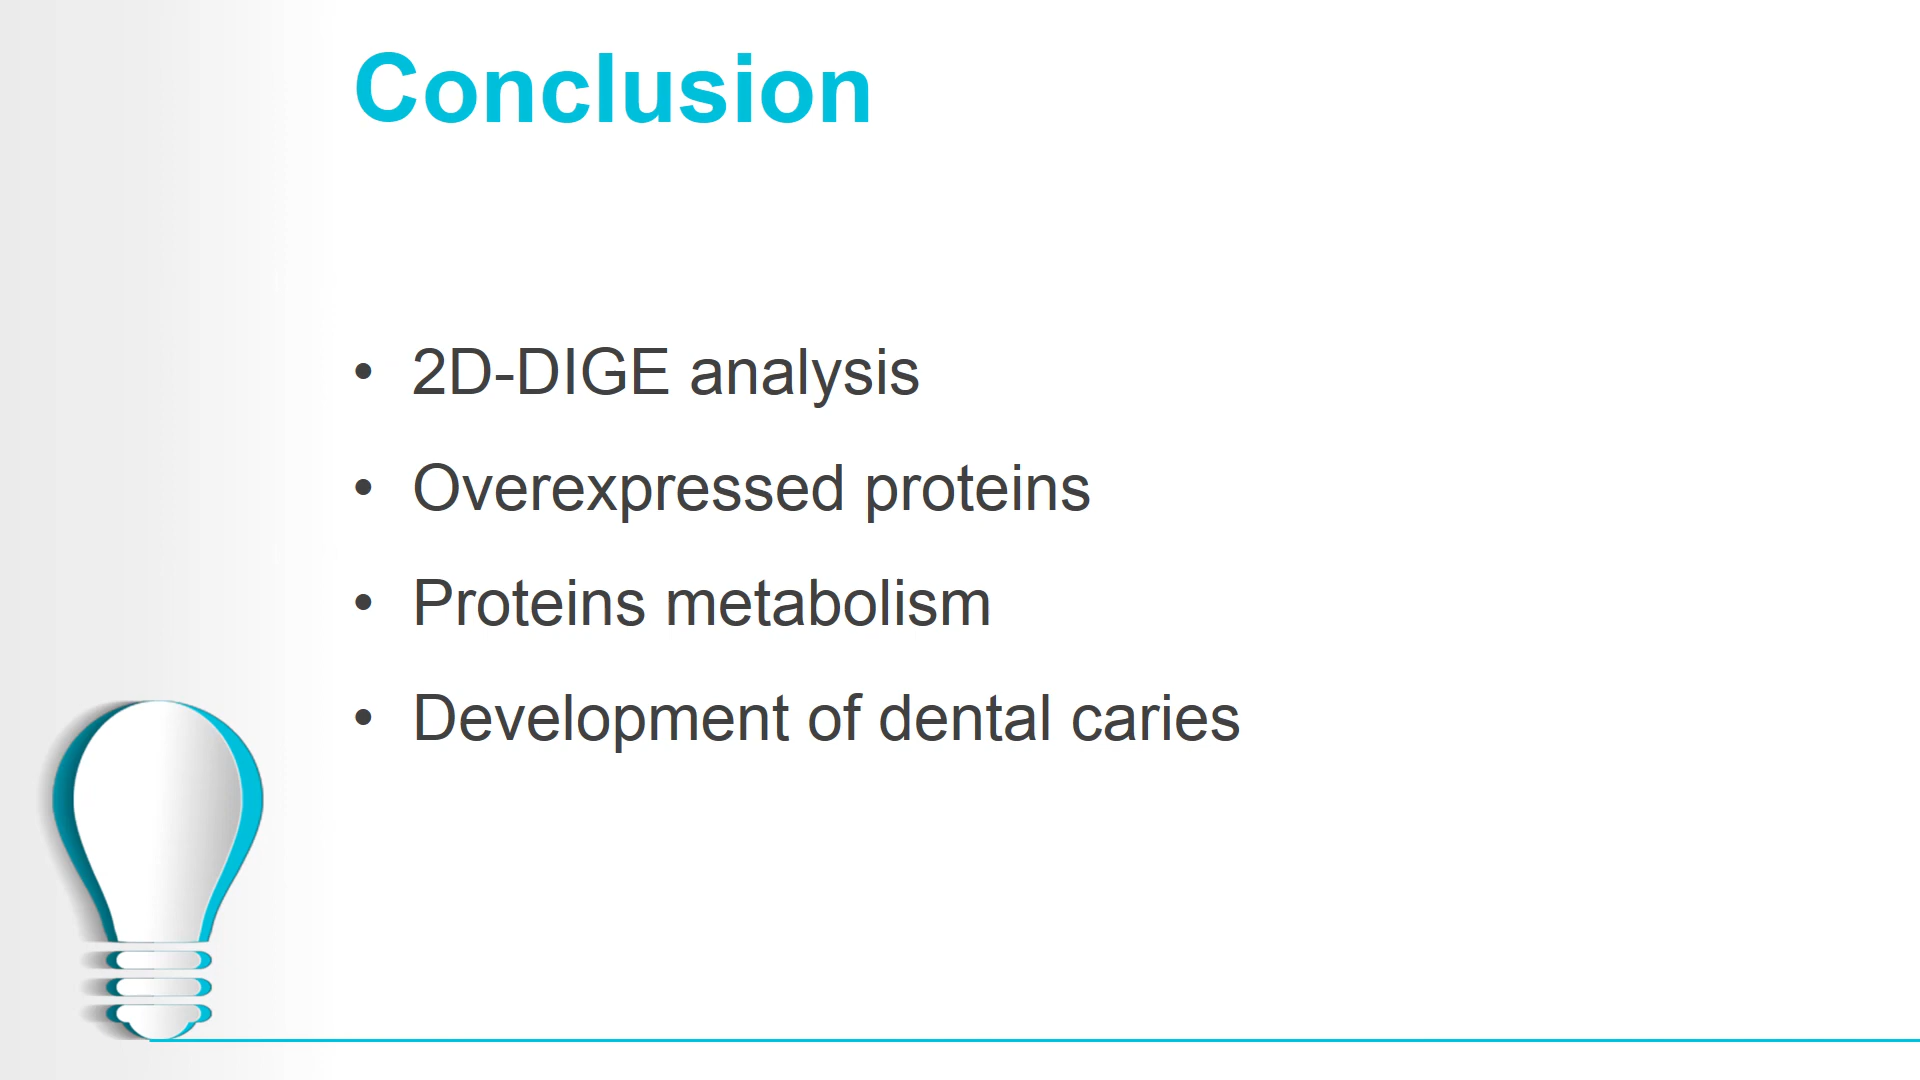 Conclusion
• 2D-DIGE analysis
• Overexpressed proteins
• Proteins metabolism
• Development of dental caries